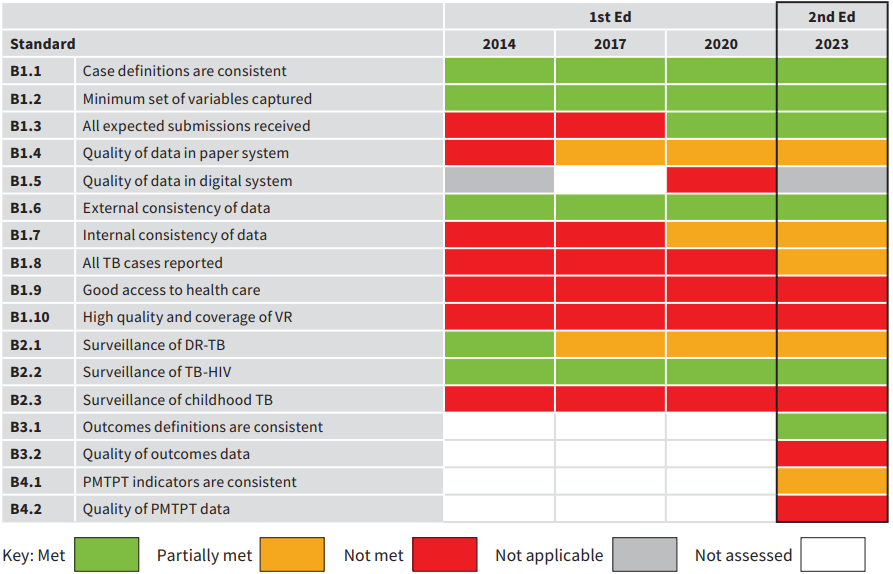 1st Ed 2nd Ed
Standard 2014 2017 2020 2023
B1.1 Case definitions are consistent
B1.2 Minimum set of variables captured
B1.3 All expected submissions received
B1.4 Quality of data in paper system
B1.5 Quality of data in digital system
B1.6 External consistency of data
B1.7 Internal consistency of data
B1.8 All TB cases reported
B1.9 Good access to health care
B1.10 High quality and coverage of VR
B2.1 Surveillance of DR-TB
B2.2 Surveillance of TB-HIV
B2.3 Surveillance of childhood TB
B3.1 Outcomes definitions are consistent
B3.2 Quality of outcomes data
B4.1 PMTPT indicators are consistent
B4.2 Quality of PMTPT data
Key: Met Partially met Not met Not applicable Not assessed